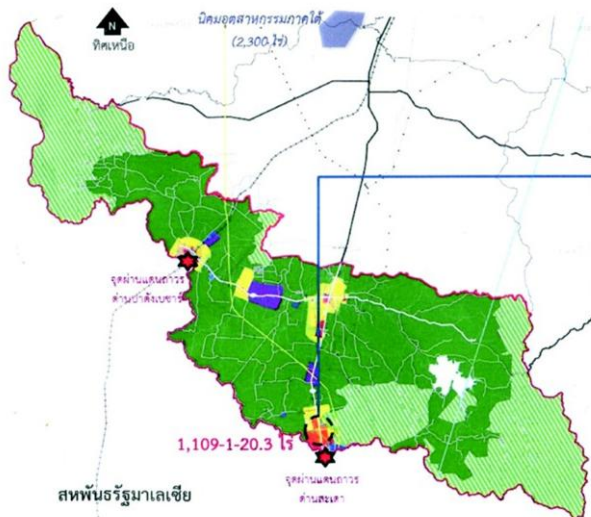 N
ทิศเหนือ
นิคมอุตสาหกรรมภาคใต้
(2,300 ไร่)
จุดผ่านแดนถาวร
ด่านปาดังเบซาร์
1,109-1-20.3 ไร่
สหพันธรัฐมาเลเซีย
จุดผ่านแดนถาวร
ด่านสะเดา